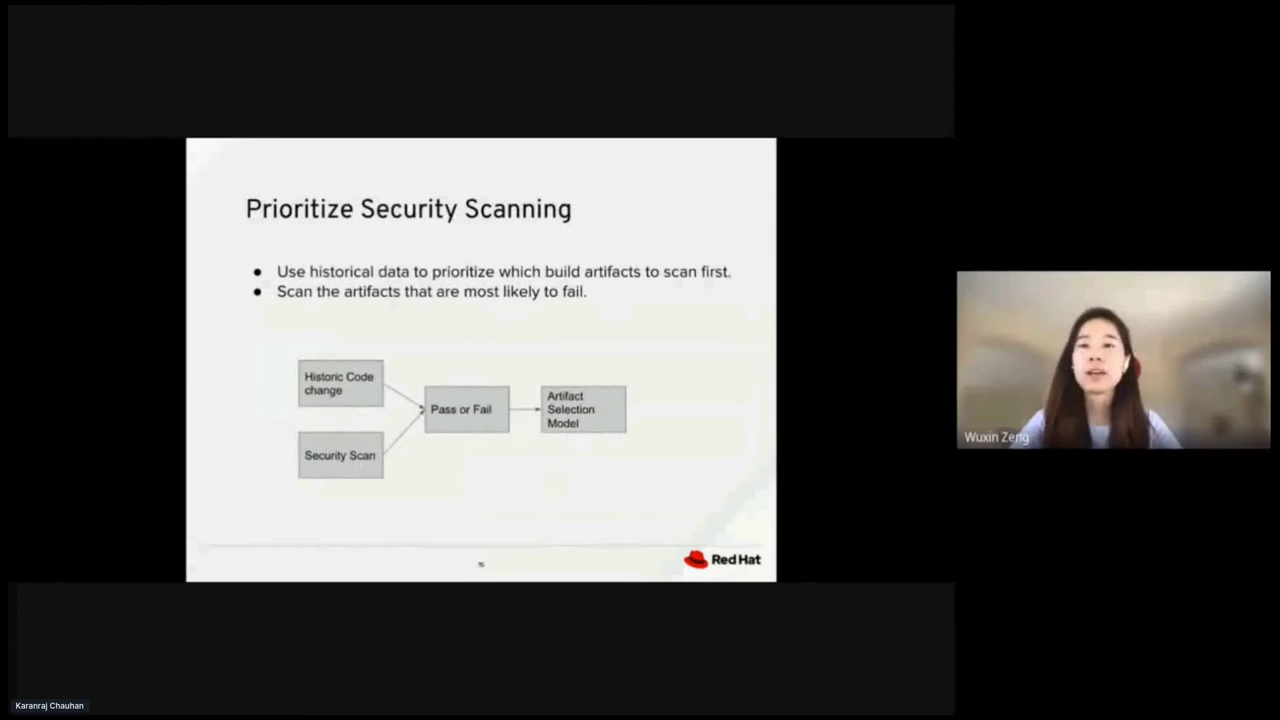 Prioritize Security Scanning
● Use historical data to prioritize which build artifacts to scan first.
● Scan the artifacts that are most likely to fail.
Historic Code
change
Security Scan
Pass or Fail
Artifact
Selection
Model
Red Hat
Wuxin Zeng
Karanraj Chauhan